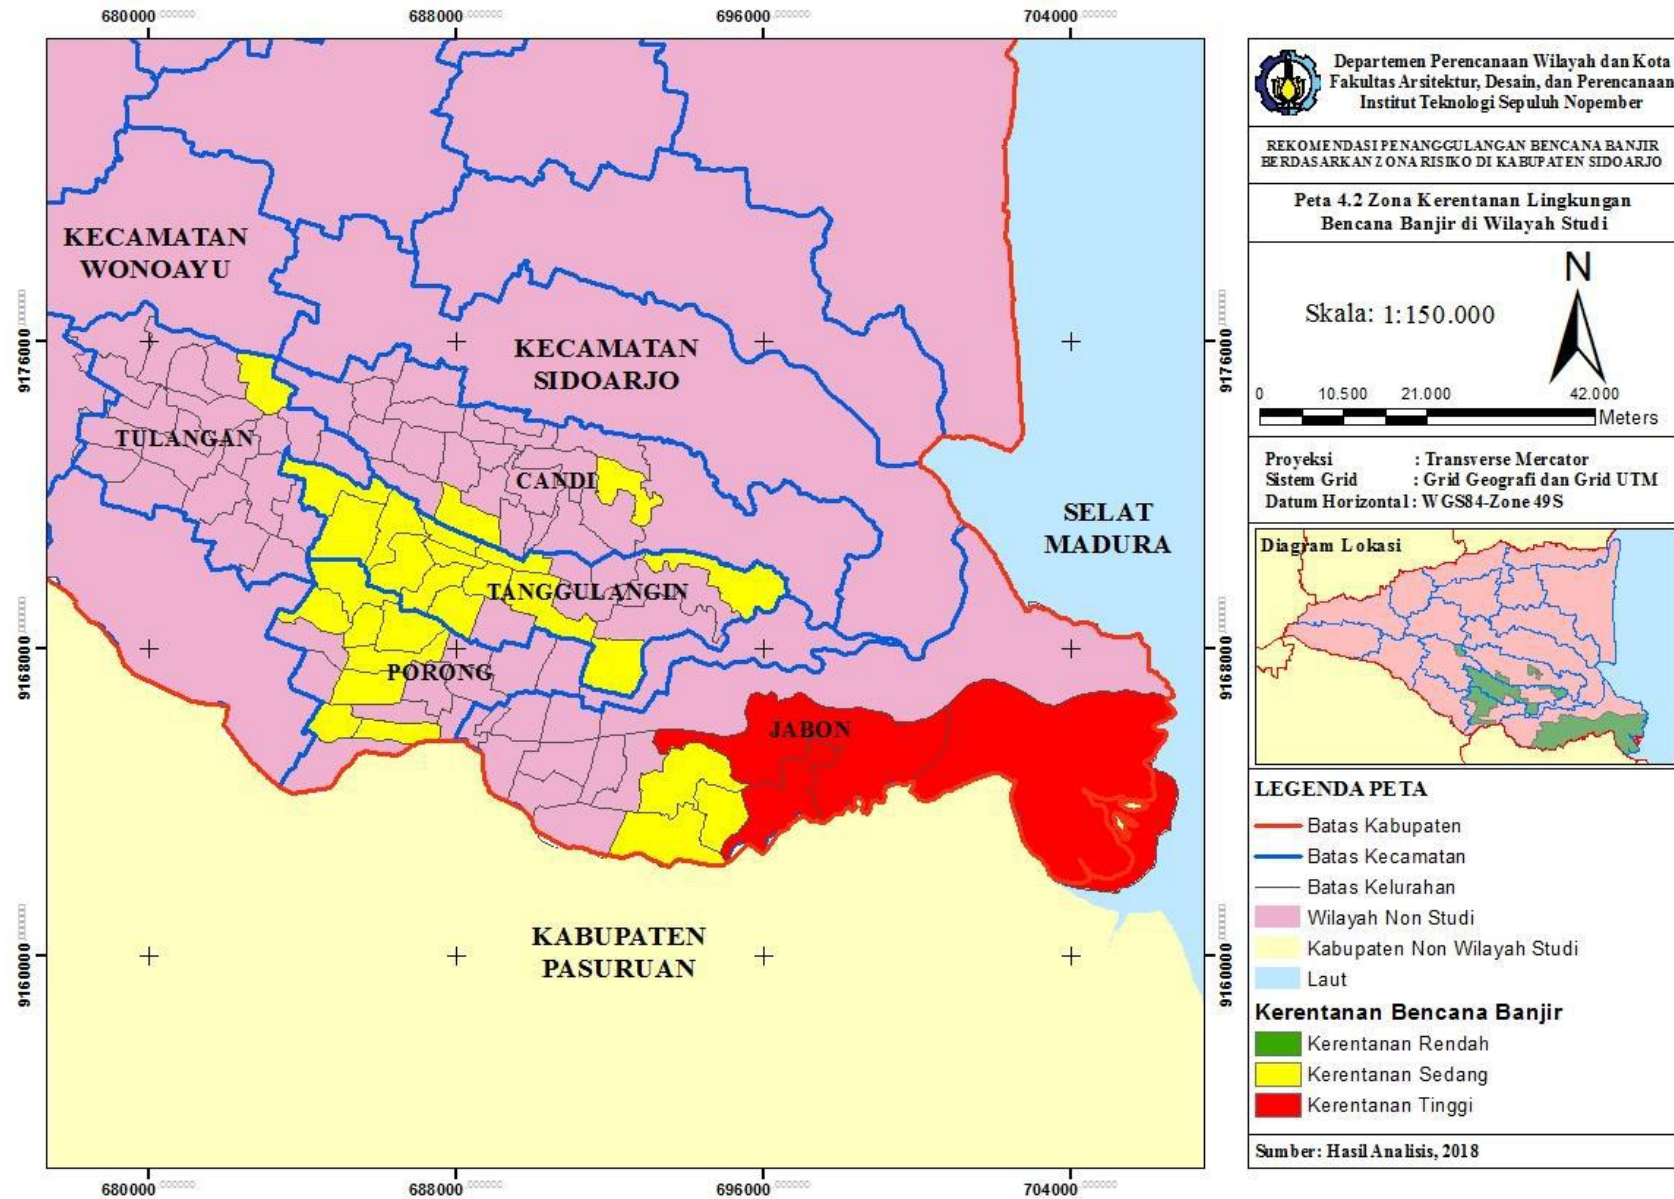 680000
688000
696000
704000
9176000
9168000
9160000
KECAMATAN
WONOAYU
KECAMATAN
SIDOARJO
TULANGAN
CANDI
TANGGULANGIN
PORONG
JABON
SELAT
MADURA
KABUPATEN
PASURUAN
9176000
9168000
9160000
680000
688000
696000
704000
Departemen Perencanaan Wilayah dan Kota
Fakultas Arsitektur, Desain, dan Perencanaan
Institut Teknologi Sepuluh Nopember
REKOMENDASI PENANGGULANGAN BENCANA BANJIR
BERDASARKAN ZONA RISIKO DI KABUPATEN SIDOARJO
Peta 4.2 Zona Kerentanan Lingkungan
Bencana Banjir di Wilayah Studi
N
Skala: 1:150.000
0 10.500 21.000 42.000
Meters
Proyeksi : Transverse Mercator
Sistem Grid : Grid Geografi dan Grid UTM
Datum Horizontal : WGS84-Zone 49S
Diagram Lokasi
LEGENDA PETA
Batas Kabupaten
Batas Kecamatan
Batas Kelurahan
Wilayah Non Studi
Kabupaten Non Wilayah Studi
Laut
Kerentanan Bencana Banjir
Kerentanan Rendah
Kerentanan Sedang
Kerentanan Tinggi
Sumber: Hasil Analisis, 2018